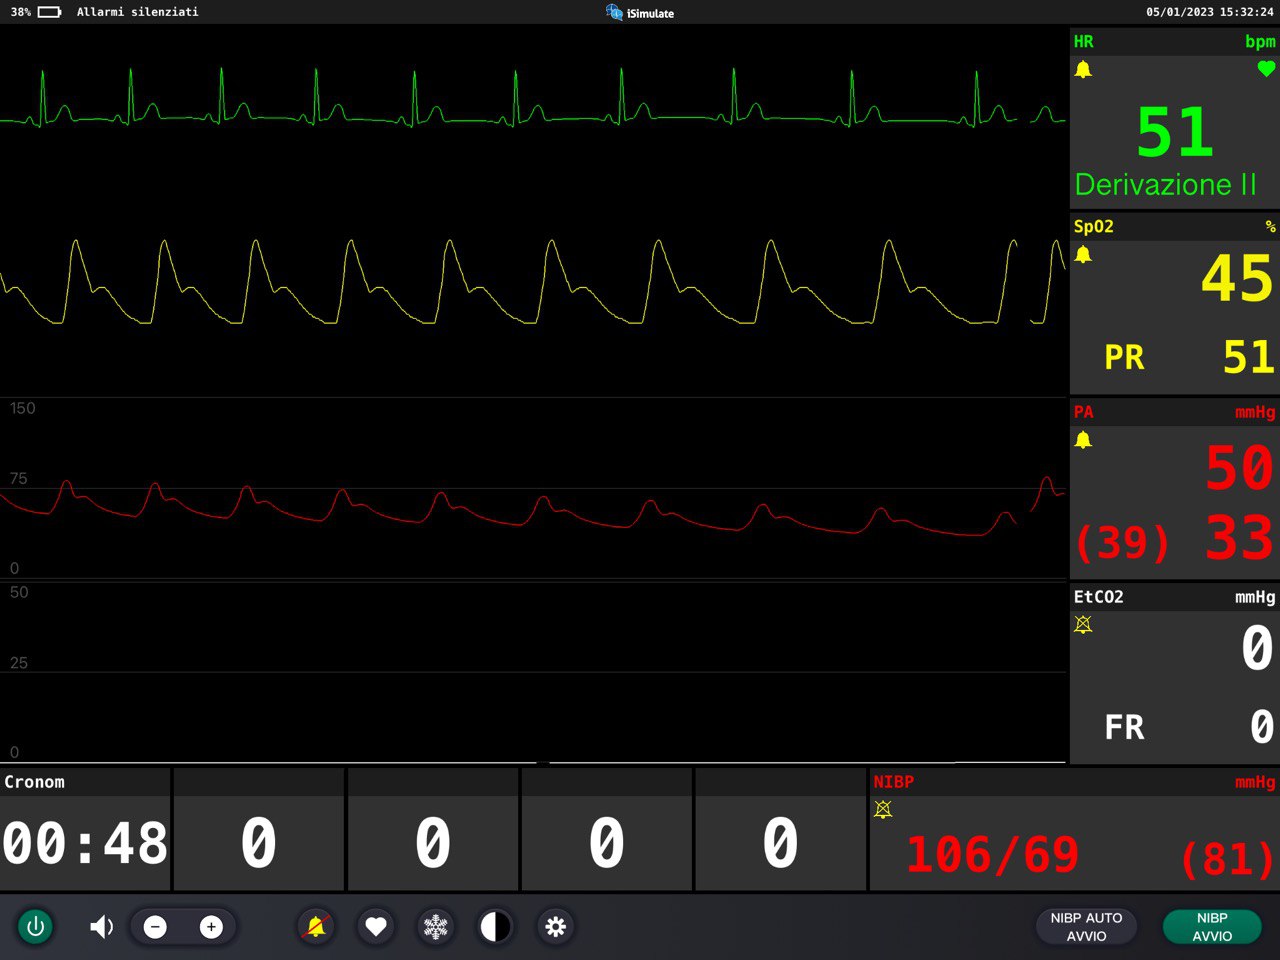 38% Allarmi silenziati iSimulate 05/01/2023 15:32:24
HR bpm
51
Derivazione II
SpO2 %
45
PR 51
150
75
0
PA mmHg
50
(39) 33
50
25
0
EtCO2 mmHg
0
FR 0
Cronom
00:48
0
0
0
0
NIBP mmHg
106/69 (81)
NIBP AUTO
AVVIO
NIBP
AVVIO